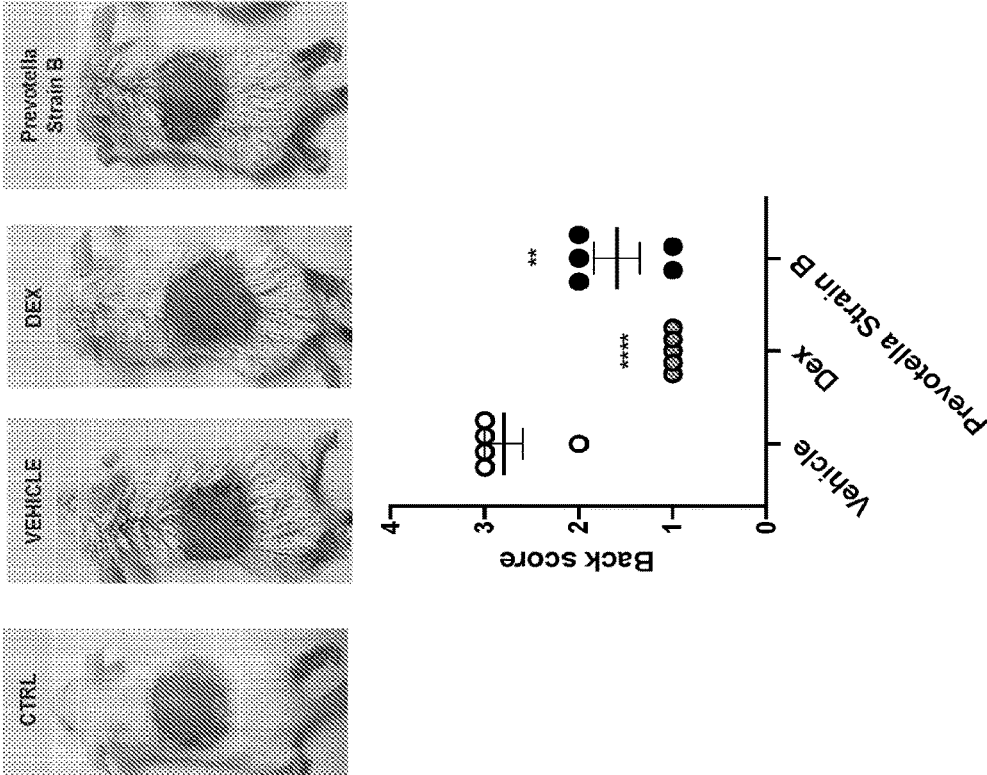 CTRL
VEHICLE
DEX
Prevotella
Strain B
Back score
4
3
2
1
0
****
**
Vehicle
Dex
Prevotella Strain B